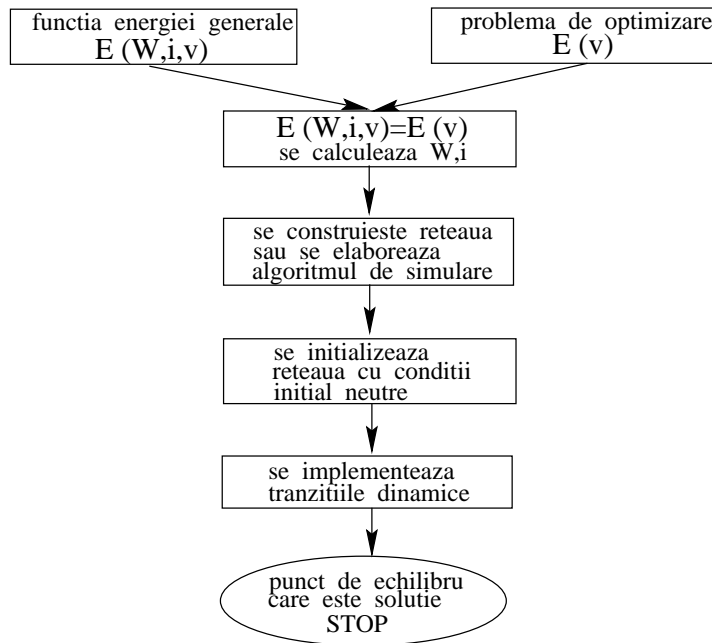 functia energiei generale
E (W,i,v)
problema de optimizare
E (v)
E (W,i,v)=E (v)
se calculeaza W,i
se construieste reteaua
sau se elaboreaza
algoritmul de simulare
se initializeaza
reteaua cu conditii
initial neutre
se implementeaza
tranzitiile dinamice
punct de echilibru
care este solutie
STOP